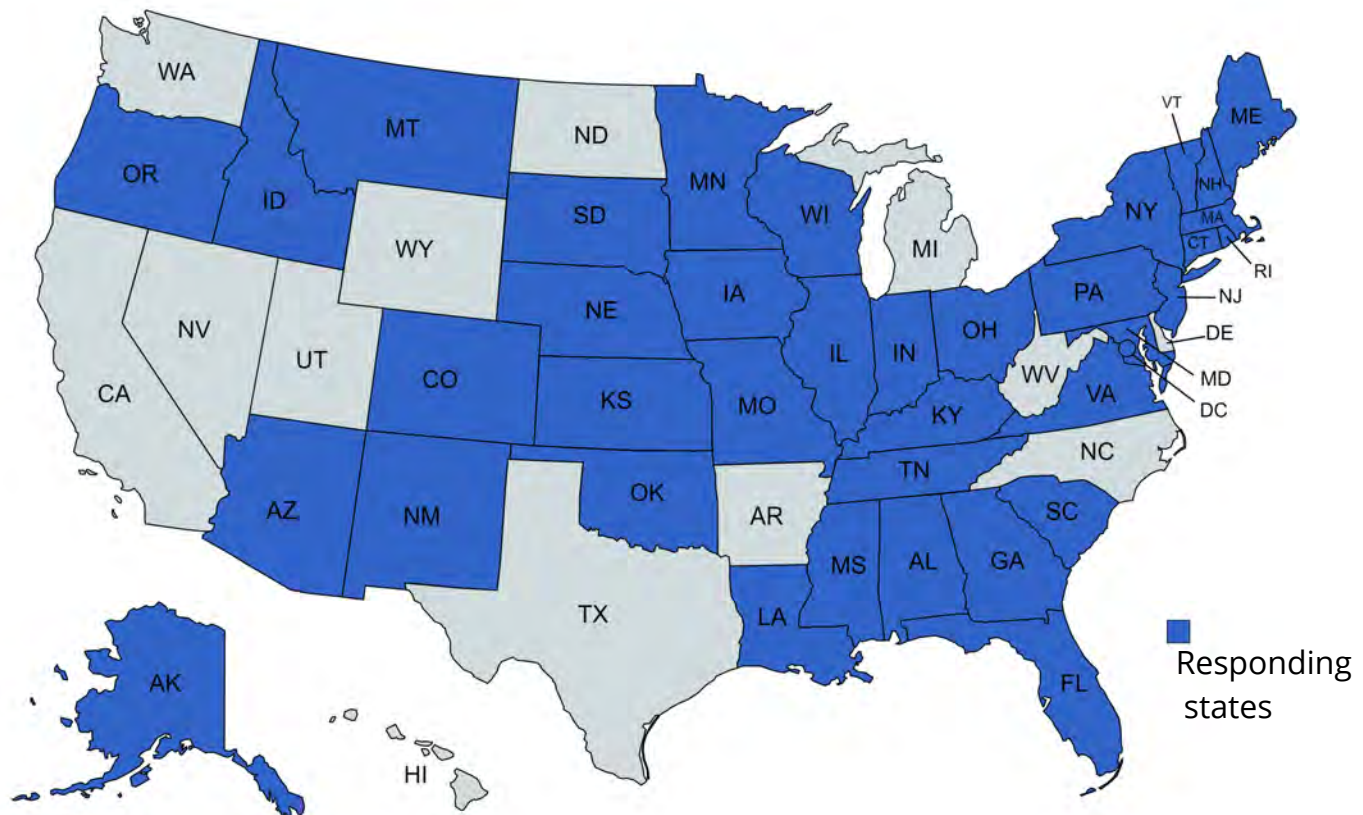 WA
MT
ND
MN
VT
ME
OR
ID
SD
WI
NH
NY
MA
WY
MI
CT
RI
IA
PA
NJ
NE
NV
OH
DE
UT
IL
IN
CO
WV
MD
CA
KS
MO
VA
DC
KY
NC
TN
OK
AZ
NM
AR
SC
MS
AL
GA
TX
LA
Responding
states
AK
FL
HI